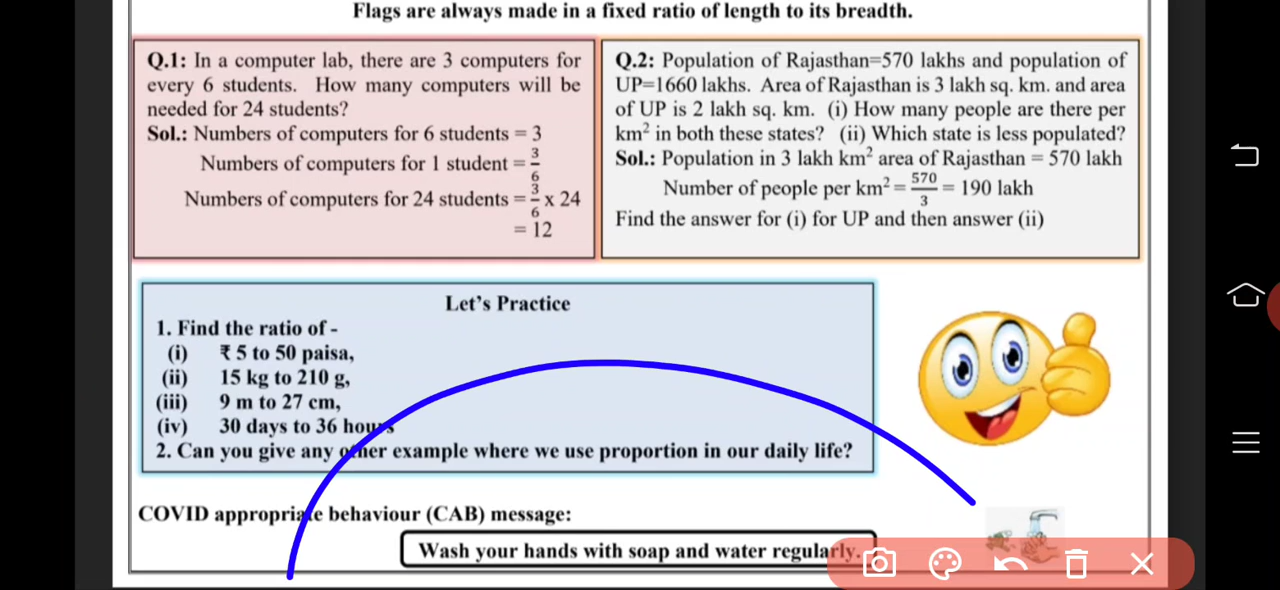 Flags are always made in a fixed ratio of length to its breadth.
Q.1: In a computer lab, there are 3 computers for
every 6 students. How many computers will be
needed for 24 students?
Sol.: Numbers of computers for 6 students = 3
Numbers of computers for 1 student = 3/6
Numbers of computers for 24 students = 3/6 x 24
= 12
Q.2: Population of Rajasthan=570 lakhs and population of
UP=1660 lakhs. Area of Rajasthan is 3 lakh sq. km. and area
of UP is 2 lakh sq. km. (i) How many people are there per
km² in both these states? (ii) Which state is less populated?
Sol.: Population in 3 lakh km² area of Rajasthan = 570 lakh
Number of people per km² = 570/3 = 190 lakh
Find the answer for (i) for UP and then answer (ii)
Let's Practice
1. Find the ratio of -
(i) ₹ 5 to 50 paisa,
(ii) 15 kg to 210 g,
(iii) 9 m to 27 cm,
(iv) 30 days to 36 hours
2. Can you give any other example where we use proportion in our daily life?
COVID appropriate behaviour (CAB) message:
Wash your hands with soap and water regularly.